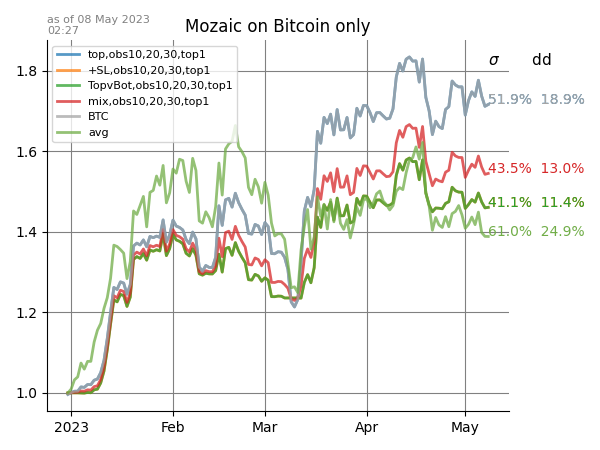 as of 08 May 2023
02:27
Mozaic on Bitcoin only
σ dd
top,obs10,20,30,top1
+SL,obs10,20,30,top1
TopvBot,obs10,20,30,top1
mix,obs10,20,30,top1
BTC
avg
51.9% 18.9%
43.5% 13.0%
41.1% 11.4%
61.0% 24.9%
1.8
1.6
1.4
1.2
1.0
2023 Feb Mar Apr May